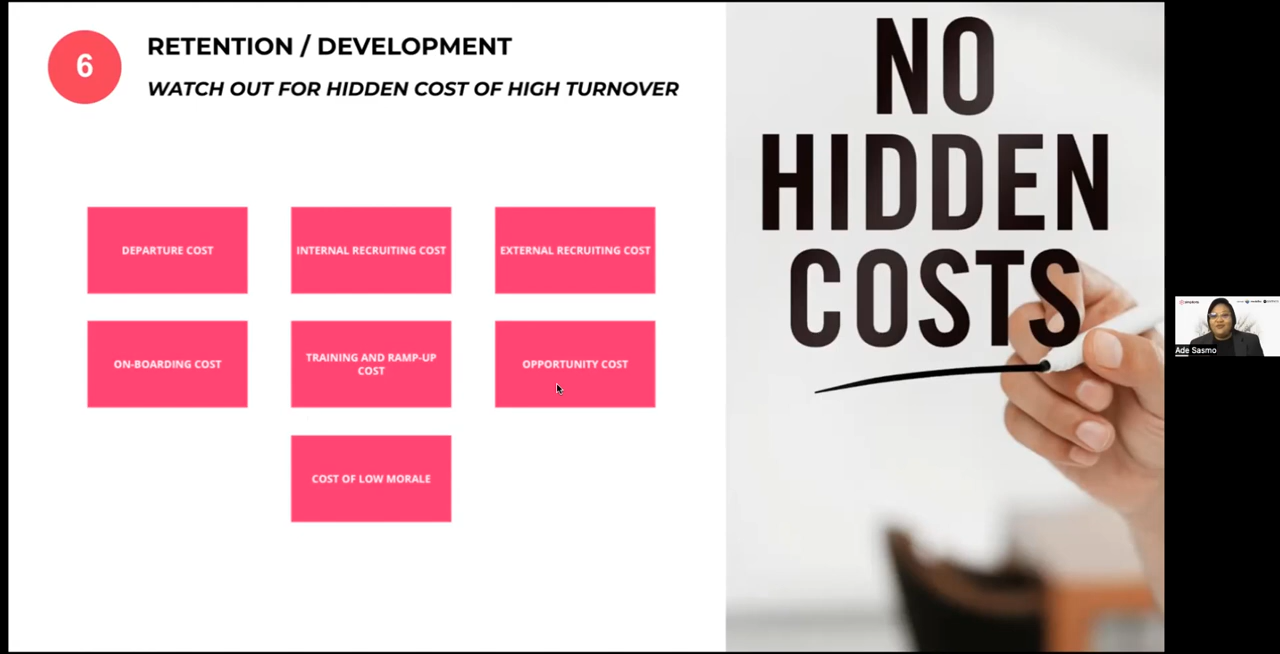 6
RETENTION / DEVELOPMENT
WATCH OUT FOR HIDDEN COST OF HIGH TURNOVER
DEPARTURE COST
INTERNAL RECRUITING COST
EXTERNAL RECRUITING COST
ON-BOARDING COST
TRAINING AND RAMP-UP
COST
OPPORTUNITY COST
COST OF LOW MORALE
NO
HIDDEN
COSTS
Ade Sasmo